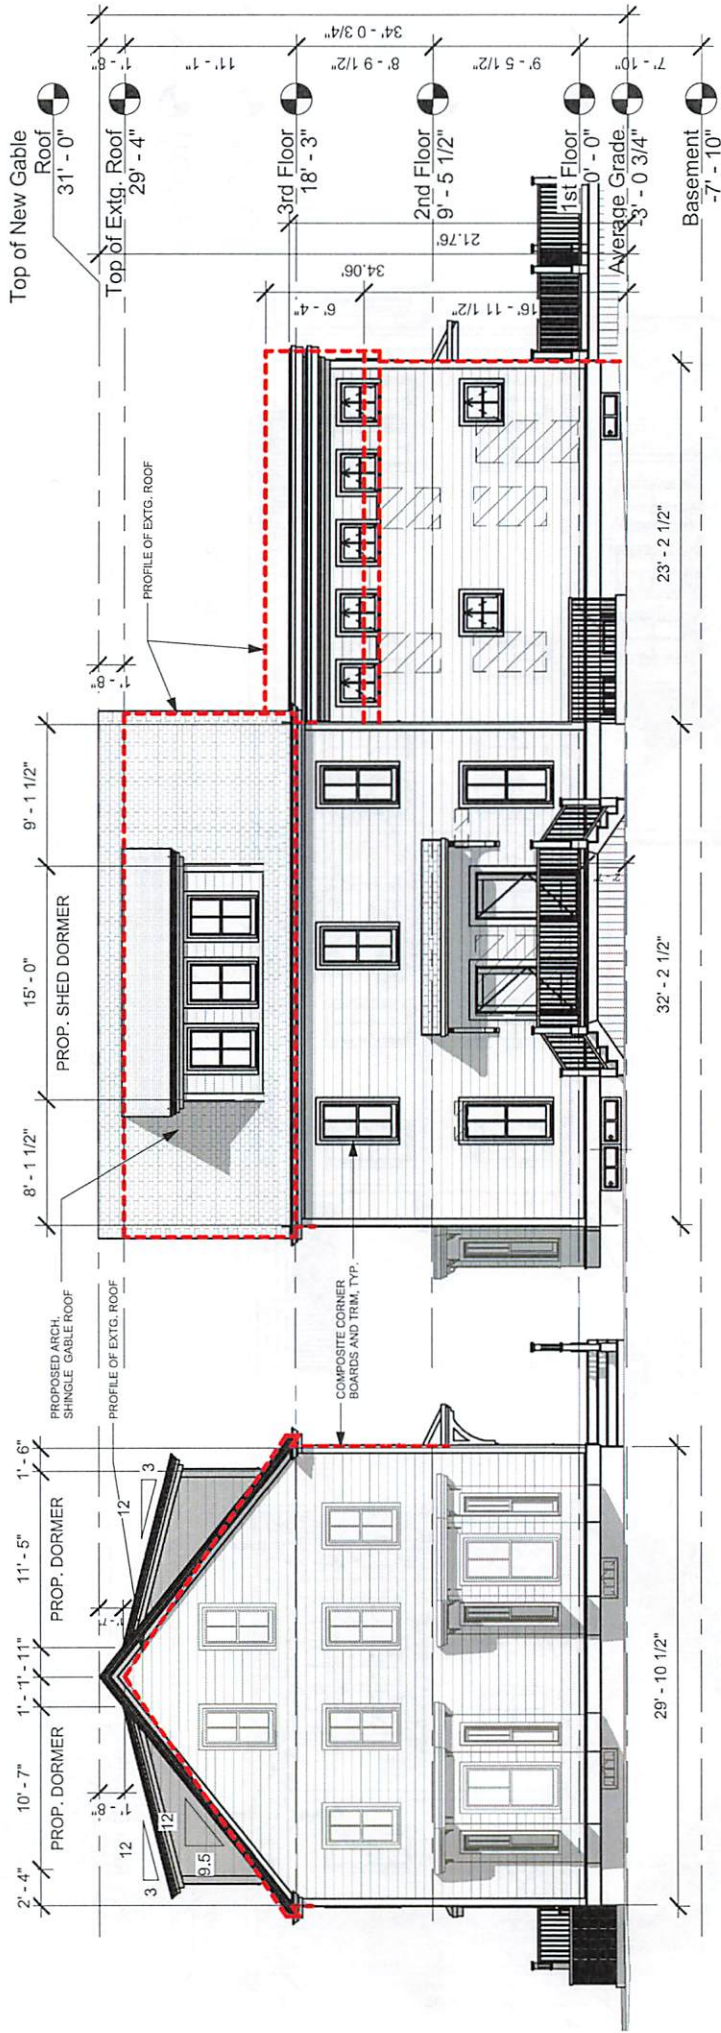 Top of New Gable
Roof
31' - 0"
Top of Extg. Roof
29' - 4"
3rd Floor
18' - 3"
2nd Floor
9' - 5 1/2"
1st Floor
0' - 0"
Average Grade
-3' - 0 3/4"
Basement
-7' - 10"
34' - 0 3/4"
1' - 8"
11' - 1"
8' - 9 1/2"
9' - 5 1/2"
7' - 10"
21.76'
34.06'
6' - 4"
16' - 11 1/2"
PROFILE OF EXTG. ROOF
1' - 8"
9' - 1 1/2"
15' - 0"
PROP. SHED DORMER
8' - 1 1/2"
23' - 2 1/2"
32' - 2 1/2"
PROPOSED ARCH.
SHINGLE GABLE ROOF
PROFILE OF EXTG. ROOF
COMPOSITE CORNER
BOARDS AND TRIM, TYP.
1' - 6"
11' - 5"
PROP. DORMER
1' - 11"
1' - 1"
10' - 7"
PROP. DORMER
2' - 4"
1' - 8"
12
3
12
3
12
9.5
29' - 10 1/2"